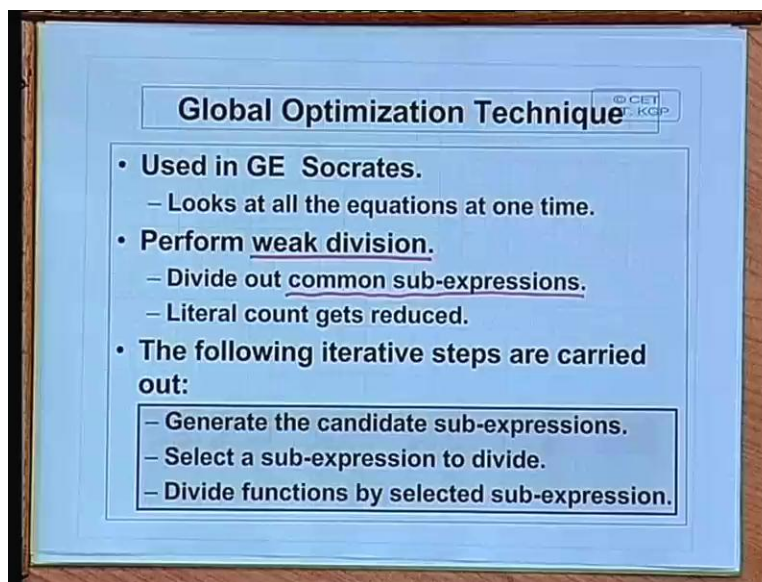 Global Optimization Technique
© CET
I.I.T. KGP
• Used in GE Socrates.
– Looks at all the equations at one time.
• Perform weak division.
– Divide out common sub-expressions.
– Literal count gets reduced.
• The following iterative steps are carried
out:
– Generate the candidate sub-expressions.
– Select a sub-expression to divide.
– Divide functions by selected sub-expression.